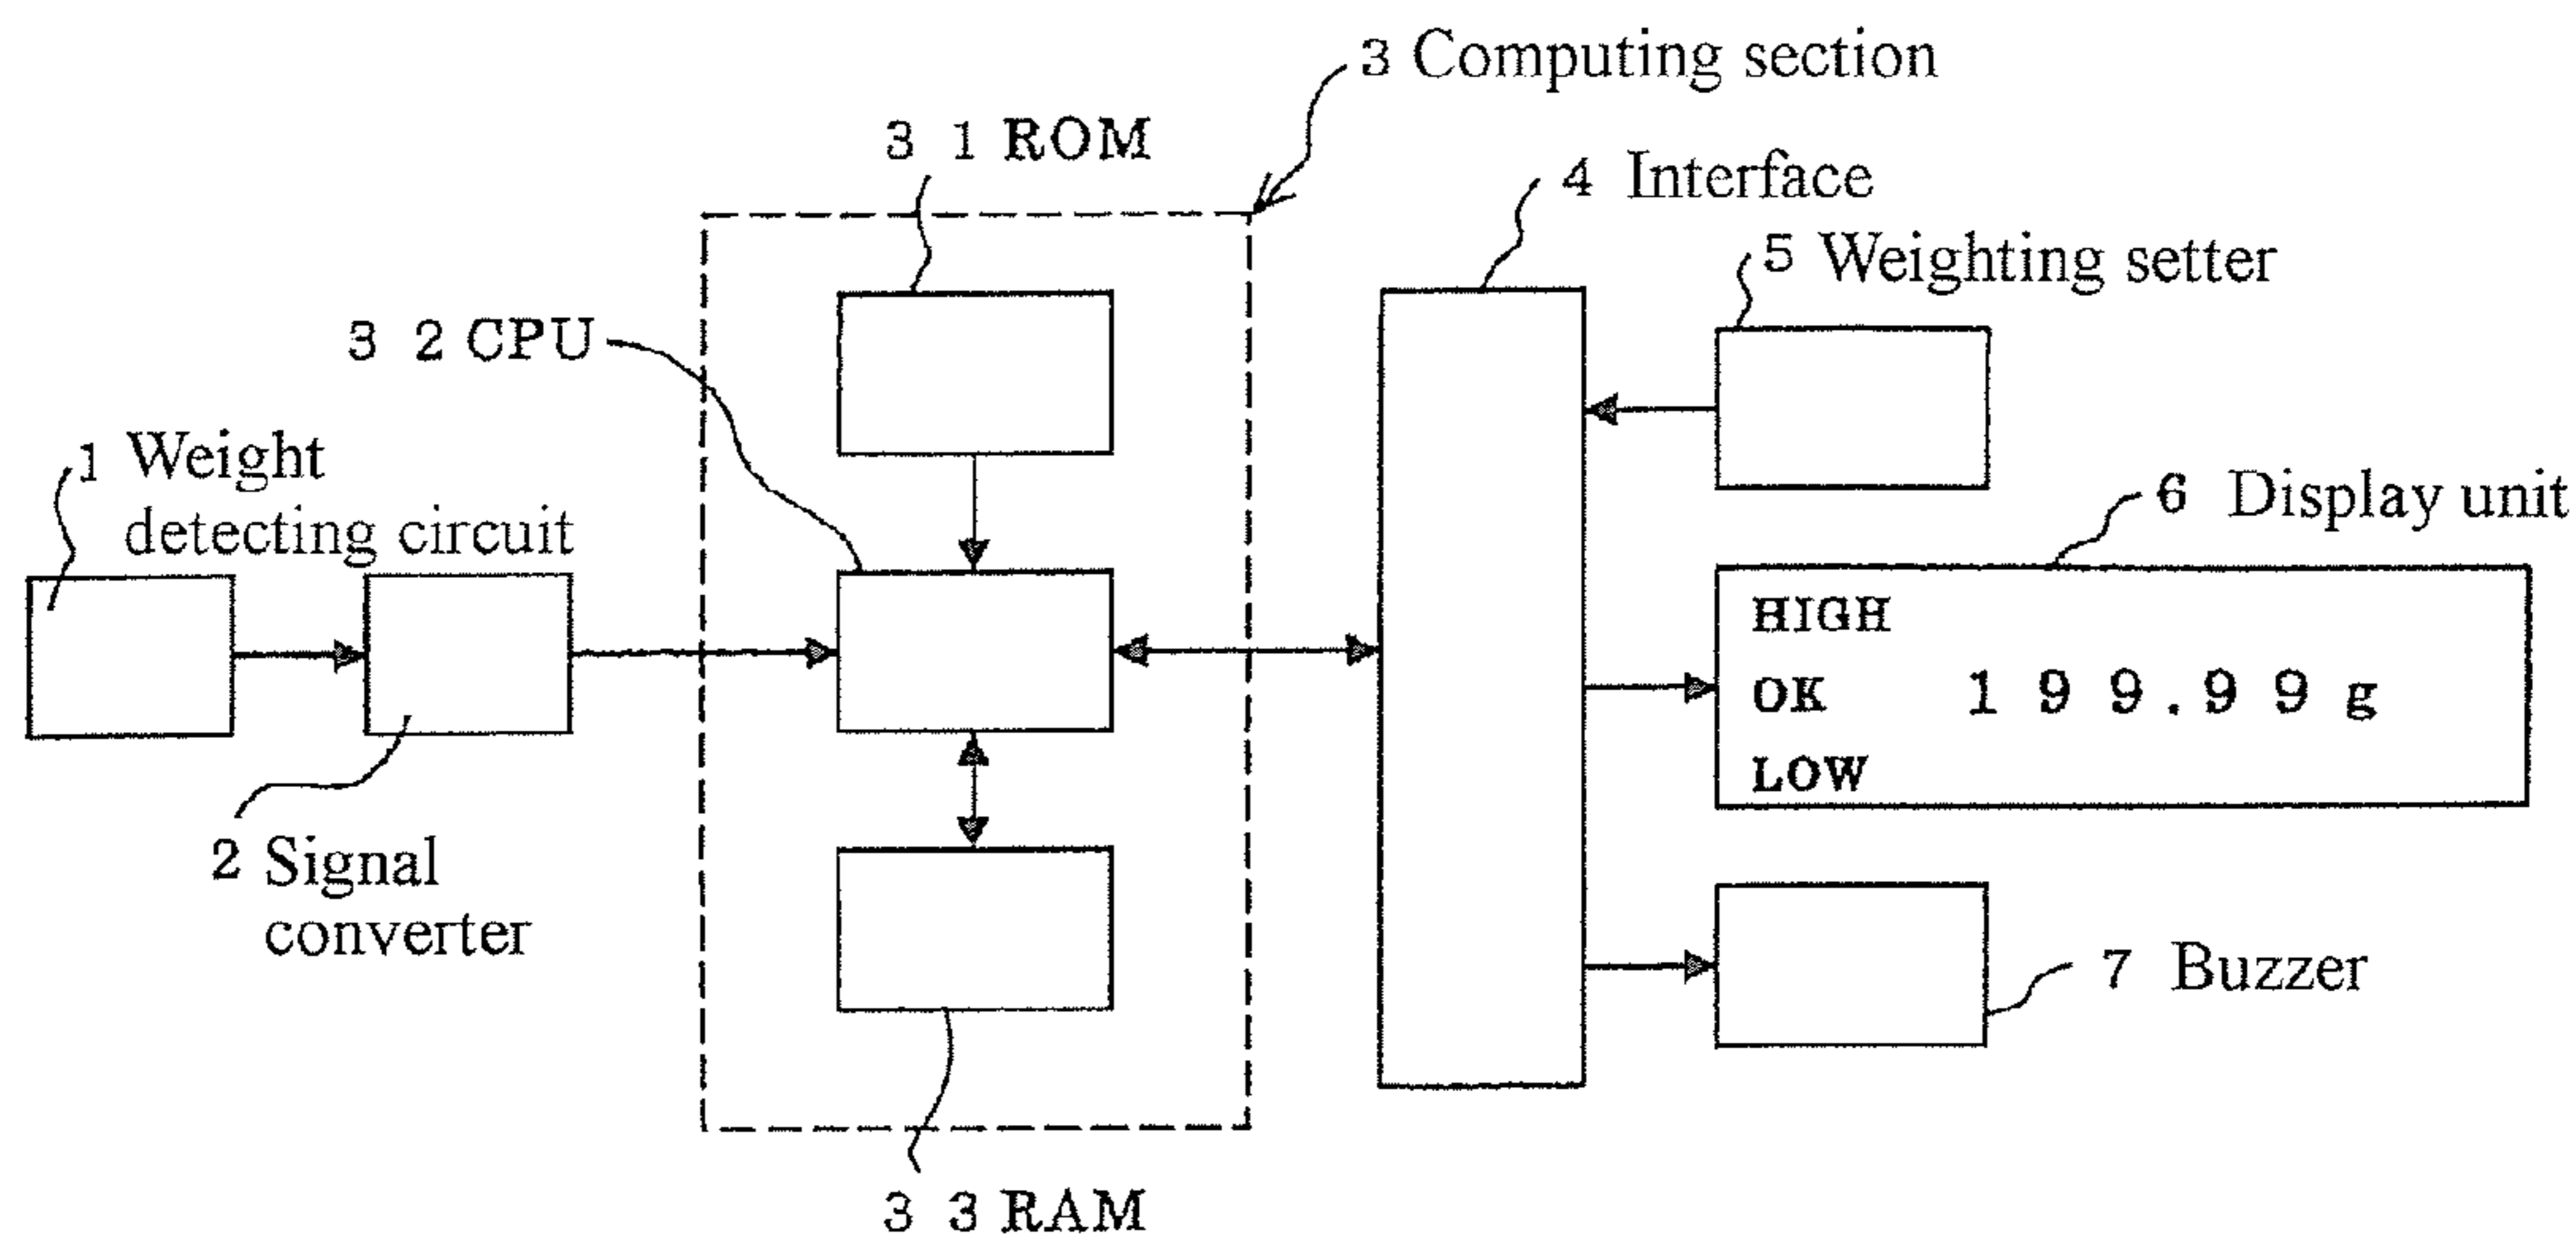 3 Computing section
3 1 ROM
4 Interface
5 Weighting setter
3 2 CPU
1 Weight
detecting circuit
6 Display unit
HIGH
OK 1 9 9 . 9 9 g
LOW
2 Signal
converter
7 Buzzer
3 3 RAM